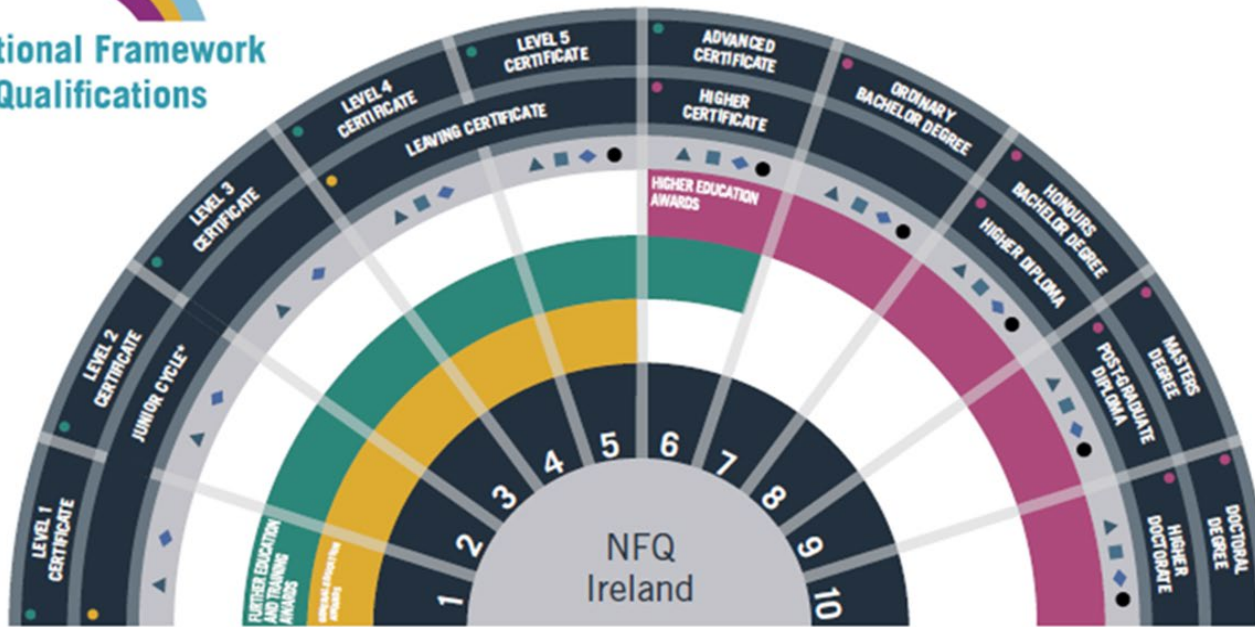 tional Framework
Qualifications
LEVEL 1
CERTIFICATE
LEVEL 2
CERTIFICATE
LEVEL 3
CERTIFICATE
LEVEL 4
CERTIFICATE
LEVEL 5
CERTIFICATE
ADVANCED
CERTIFICATE
ORDINARY
BACHELOR DEGREE
HONOURS
BACHELOR DEGREE
MASTERS
DEGREE
DOCTORAL
DEGREE
JUNIOR CYCLE*
LEAVING CERTIFICATE
HIGHER
CERTIFICATE
HIGHER DIPLOMA
POST-GRADUATE
DIPLOMA
HIGHER
DOCTORATE
HIGHER EDUCATION
AWARDS
FURTHER EDUCATION
AND TRAINING
AWARDS
1
2
3
4
5
6
7
8
9
10
NFQ
Ireland